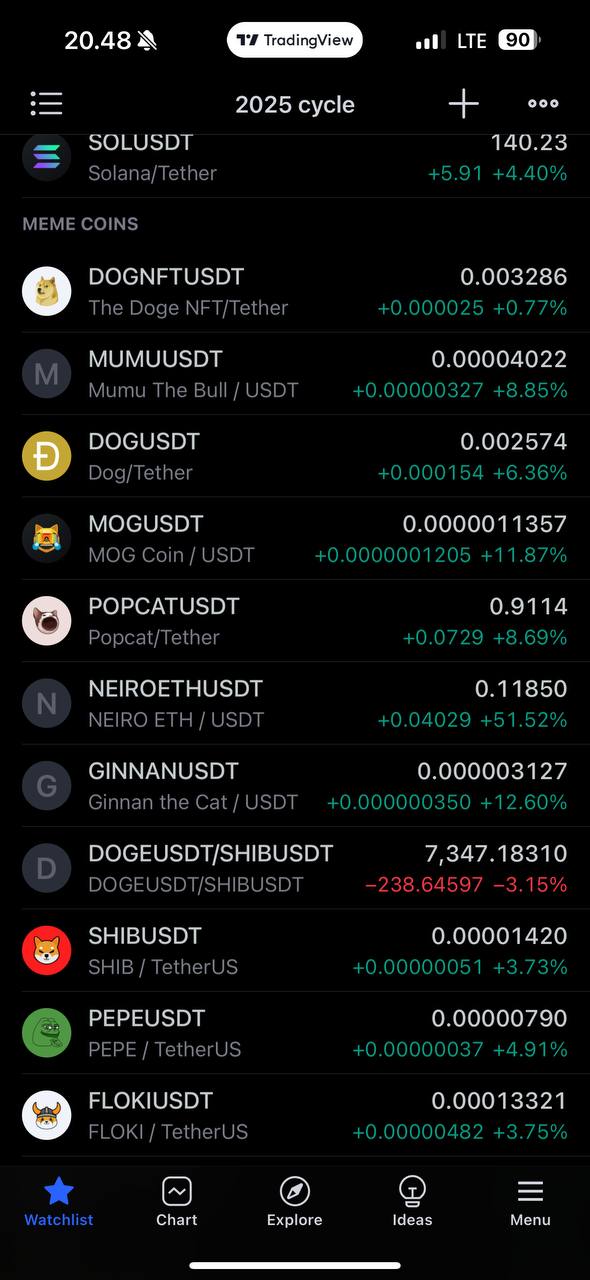 20.48
TradingView
LTE
90
2025 cycle
SOLUSDT 140.23
Solana/Tether +5.91 +4.40%
MEME COINS
DOGNFTUSDT 0.003286
The Doge NFT/Tether +0.000025 +0.77%
M
MUMUUSDT 0.00004022
Mumu The Bull / USDT +0.00000327 +8.85%
DOGUSDT 0.002574
Dog/Tether +0.000154 +6.36%
MOGUSDT 0.0000011357
MOG Coin / USDT +0.0000001205 +11.87%
POPCATUSDT 0.9114
Popcat/Tether +0.0729 +8.69%
N
NEIROETHUSDT 0.11850
NEIRO ETH / USDT +0.04029 +51.52%
G
GINNANUSDT 0.000003127
Ginnan the Cat / USDT +0.000000350 +12.60%
D
DOGEUSDT/SHIBUSDT 7,347.18310
DOGEUSDT/SHIBUSDT −238.64597 −3.15%
SHIBUSDT 0.00001420
SHIB / TetherUS +0.00000051 +3.73%
PEPEUSDT 0.00000790
PEPE / TetherUS +0.00000037 +4.91%
FLOKIUSDT 0.00013321
FLOKI / TetherUS +0.00000482 +3.75%
Watchlist Chart Explore Ideas Menu